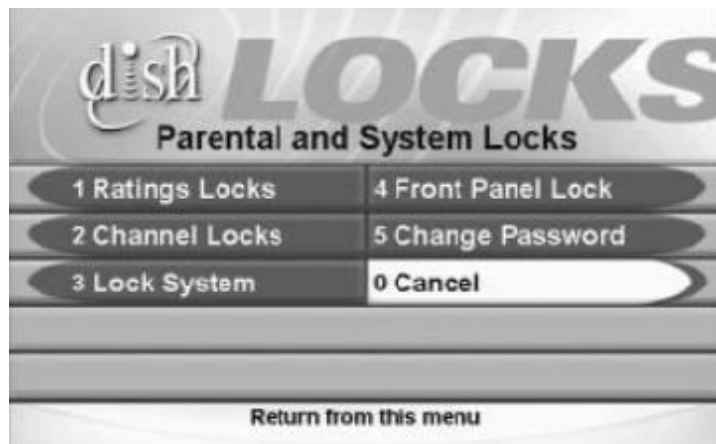 dish LOCKS
Parental and System Locks
1 Ratings Locks
4 Front Panel Lock
2 Channel Locks
5 Change Password
3 Lock System
0 Cancel
Return from this menu